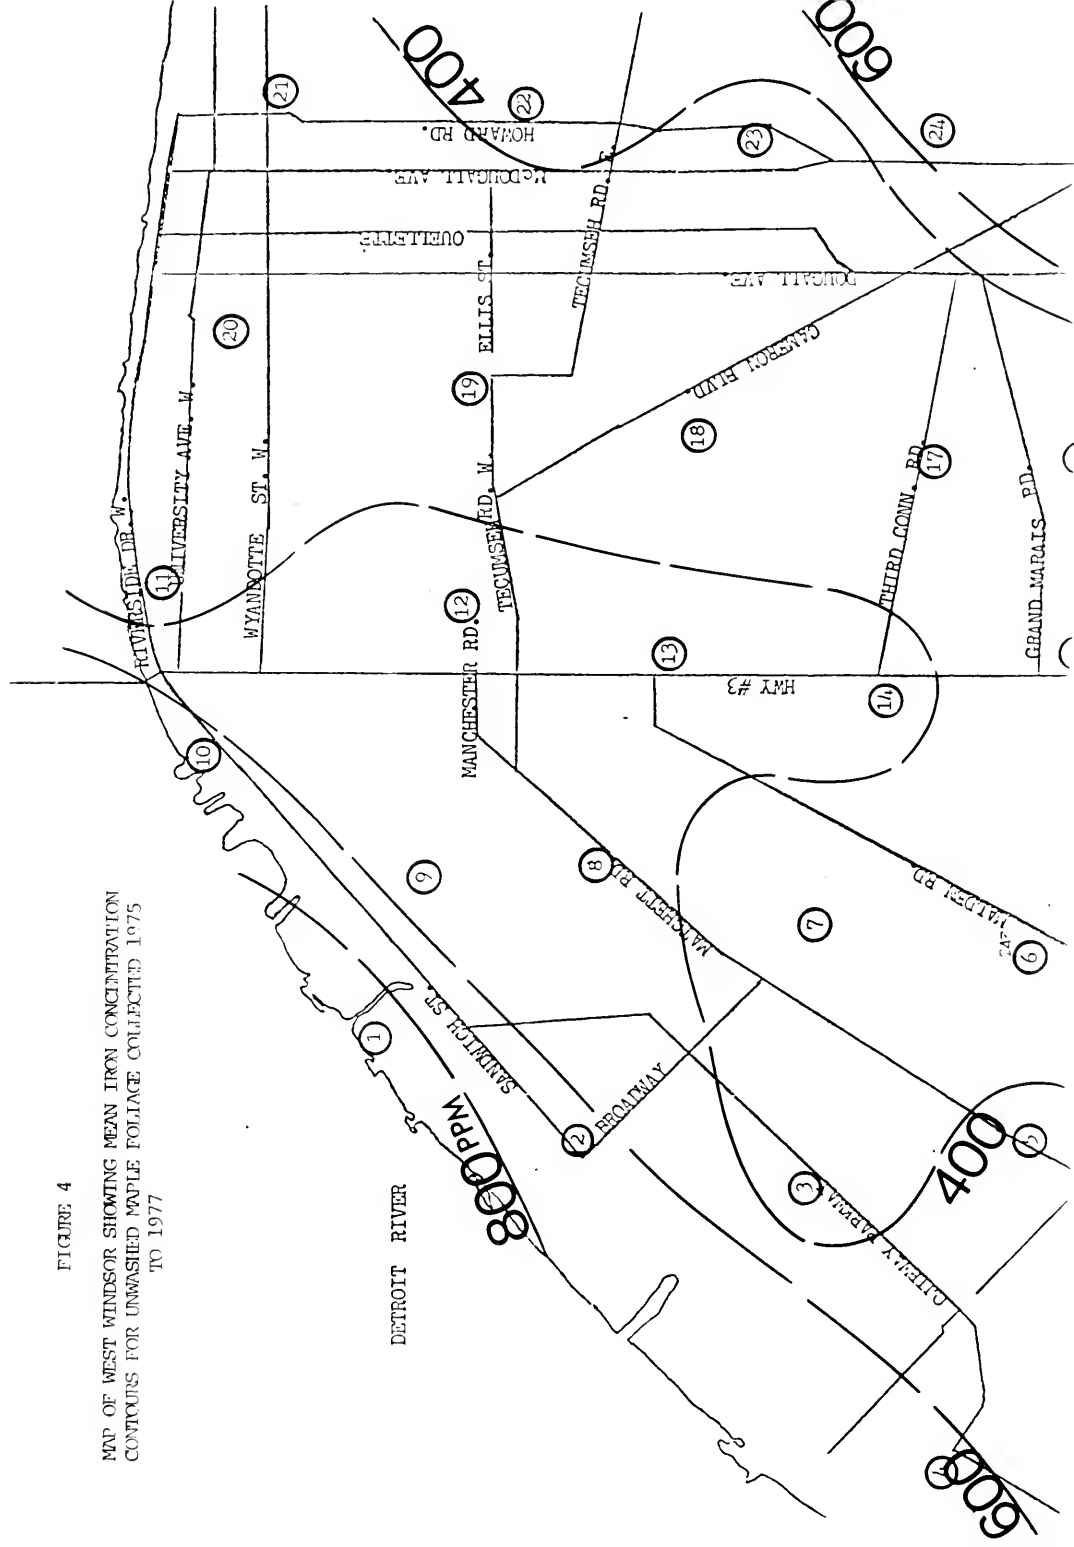 FIGURE 4
MAP OF WEST WINDSOR SHOWING MEAN IRON CONCENTRATION
CONTOURS FOR UNWASHED MAPLE FOLIAGE COLLECTED 1975
TO 1977
DETROIT RIVER
800 PPM
600
400
400
600
RIVERSIDE DR. W.
UNIVERSITY AVE. W.
WYANDOTTE ST. W.
MANCHESTER RD.
TECUMSEH RD. W.
ELLIS ST.
TECUMSEH RD. E.
THIRD CONN. RD.
GRAND MARAIS RD.
HOWARD RD.
McDOUGALL AVE
OUELLETTE
DOUGALL AVE.
CAMERON BLVD.
HWY #3
MALDEN RD
MATCHETT RD.
SANDWICH ST.
BROADWAY
GATEWAY PARKWAY
1
2
3
4
5
6
7
8
9
10
11
12
13
14
17
18
19
20
21
22
23
24